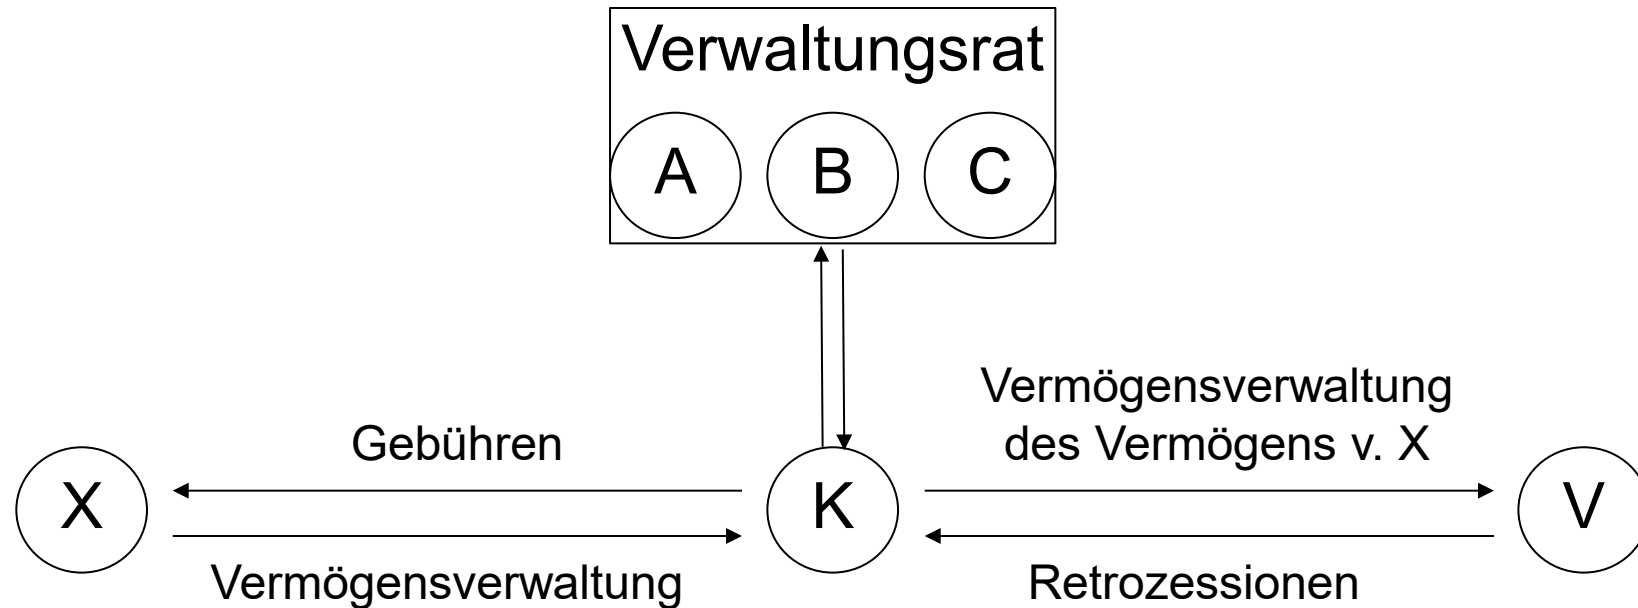 Verwaltungsrat
A B C
Vermögensverwaltung
des Vermögens v. X
Gebühren
X K V
Vermögensverwaltung
Retrozessionen